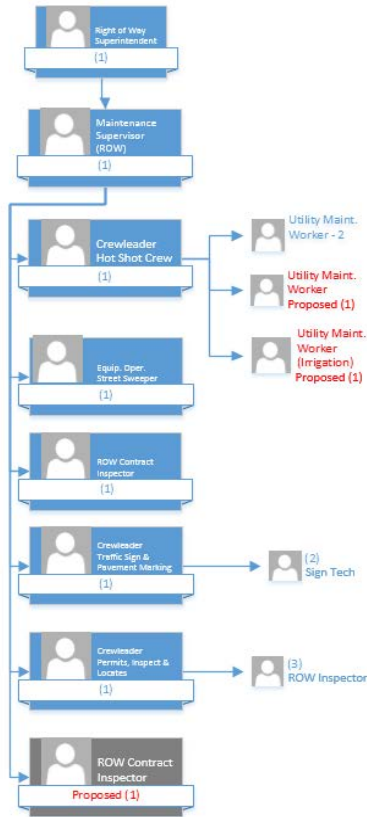 Right of Way
Superintendent
(1)
Maintenance
Supervisor
(ROW)
(1)
Crewleader
Hot Shot Crew
(1)
Utility Maint.
Worker - 2
Utility Maint.
Worker
Proposed (1)
Utility Maint.
Worker
(Irrigation)
Proposed (1)
Equip. Oper.
Street Sweeper
(1)
ROW Contract
Inspector
(1)
Crewleader
Traffic Sign &
Pavement Marking
(1)
(2)
Sign Tech
Crewleader
Permits, Inspect &
Locates
(1)
(3)
ROW Inspector
ROW Contract
Inspector
Proposed (1)